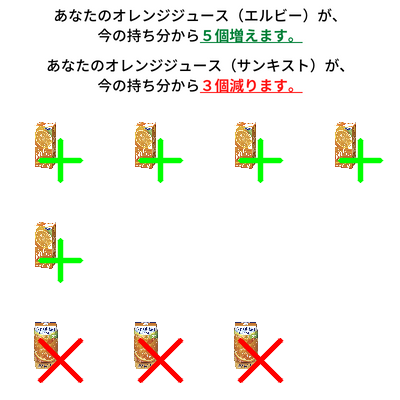 あなたのオレンジジュース（エルビー）が、
今の持ち分から５個増えます。
あなたのオレンジジュース（サンキスト）が、
今の持ち分から３個減ります。